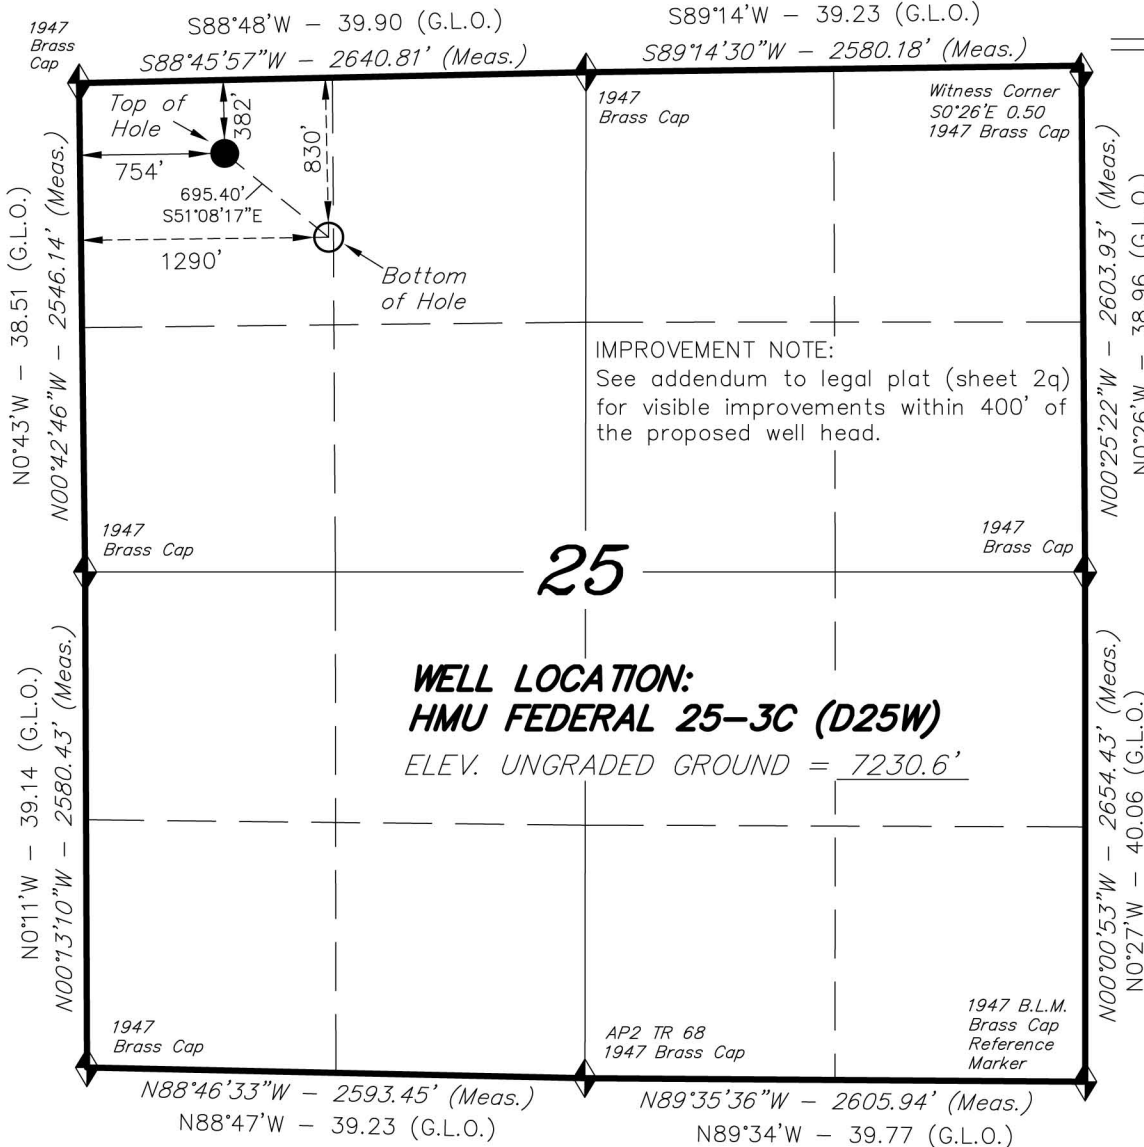 S88°48'W – 39.90 (G.L.O.)
S88°45'57"W – 2640.81' (Meas.)
S89°14'W – 39.23 (G.L.O.)
S89°14'30"W – 2580.18' (Meas.)
1947
Brass
Cap
Top of
Hole
382'
830'
754'
695.40'
S51°08'17"E
1290'
Bottom
of Hole
1947
Brass Cap
Witness Corner
S0°26'E 0.50
1947 Brass Cap
N0°43'W – 38.51 (G.L.O.)
N00°42'46"W – 2546.14' (Meas.)
N00°25'22"W – 2603.93' (Meas.)
N0°26'W – 38.96 (G.L.O.)
IMPROVEMENT NOTE:
See addendum to legal plat (sheet 2q)
for visible improvements within 400' of
the proposed well head.
1947
Brass Cap
1947
Brass Cap
25
WELL LOCATION:
HMU FEDERAL 25–3C (D25W)
ELEV. UNGRADED GROUND = 7230.6'
N0°11'W – 39.14 (G.L.O.)
N00°13'10"W – 2580.43' (Meas.)
N00°00'53"W – 2654.43' (Meas.)
N0°27'W – 40.06 (G.L.O.)
1947
Brass Cap
AP2 TR 68
1947 Brass Cap
1947 B.L.M.
Brass Cap
Reference
Marker
N88°46'33"W – 2593.45' (Meas.)
N88°47'W – 39.23 (G.L.O.)
N89°35'36"W – 2605.94' (Meas.)
N89°34'W – 39.77 (G.L.O.)